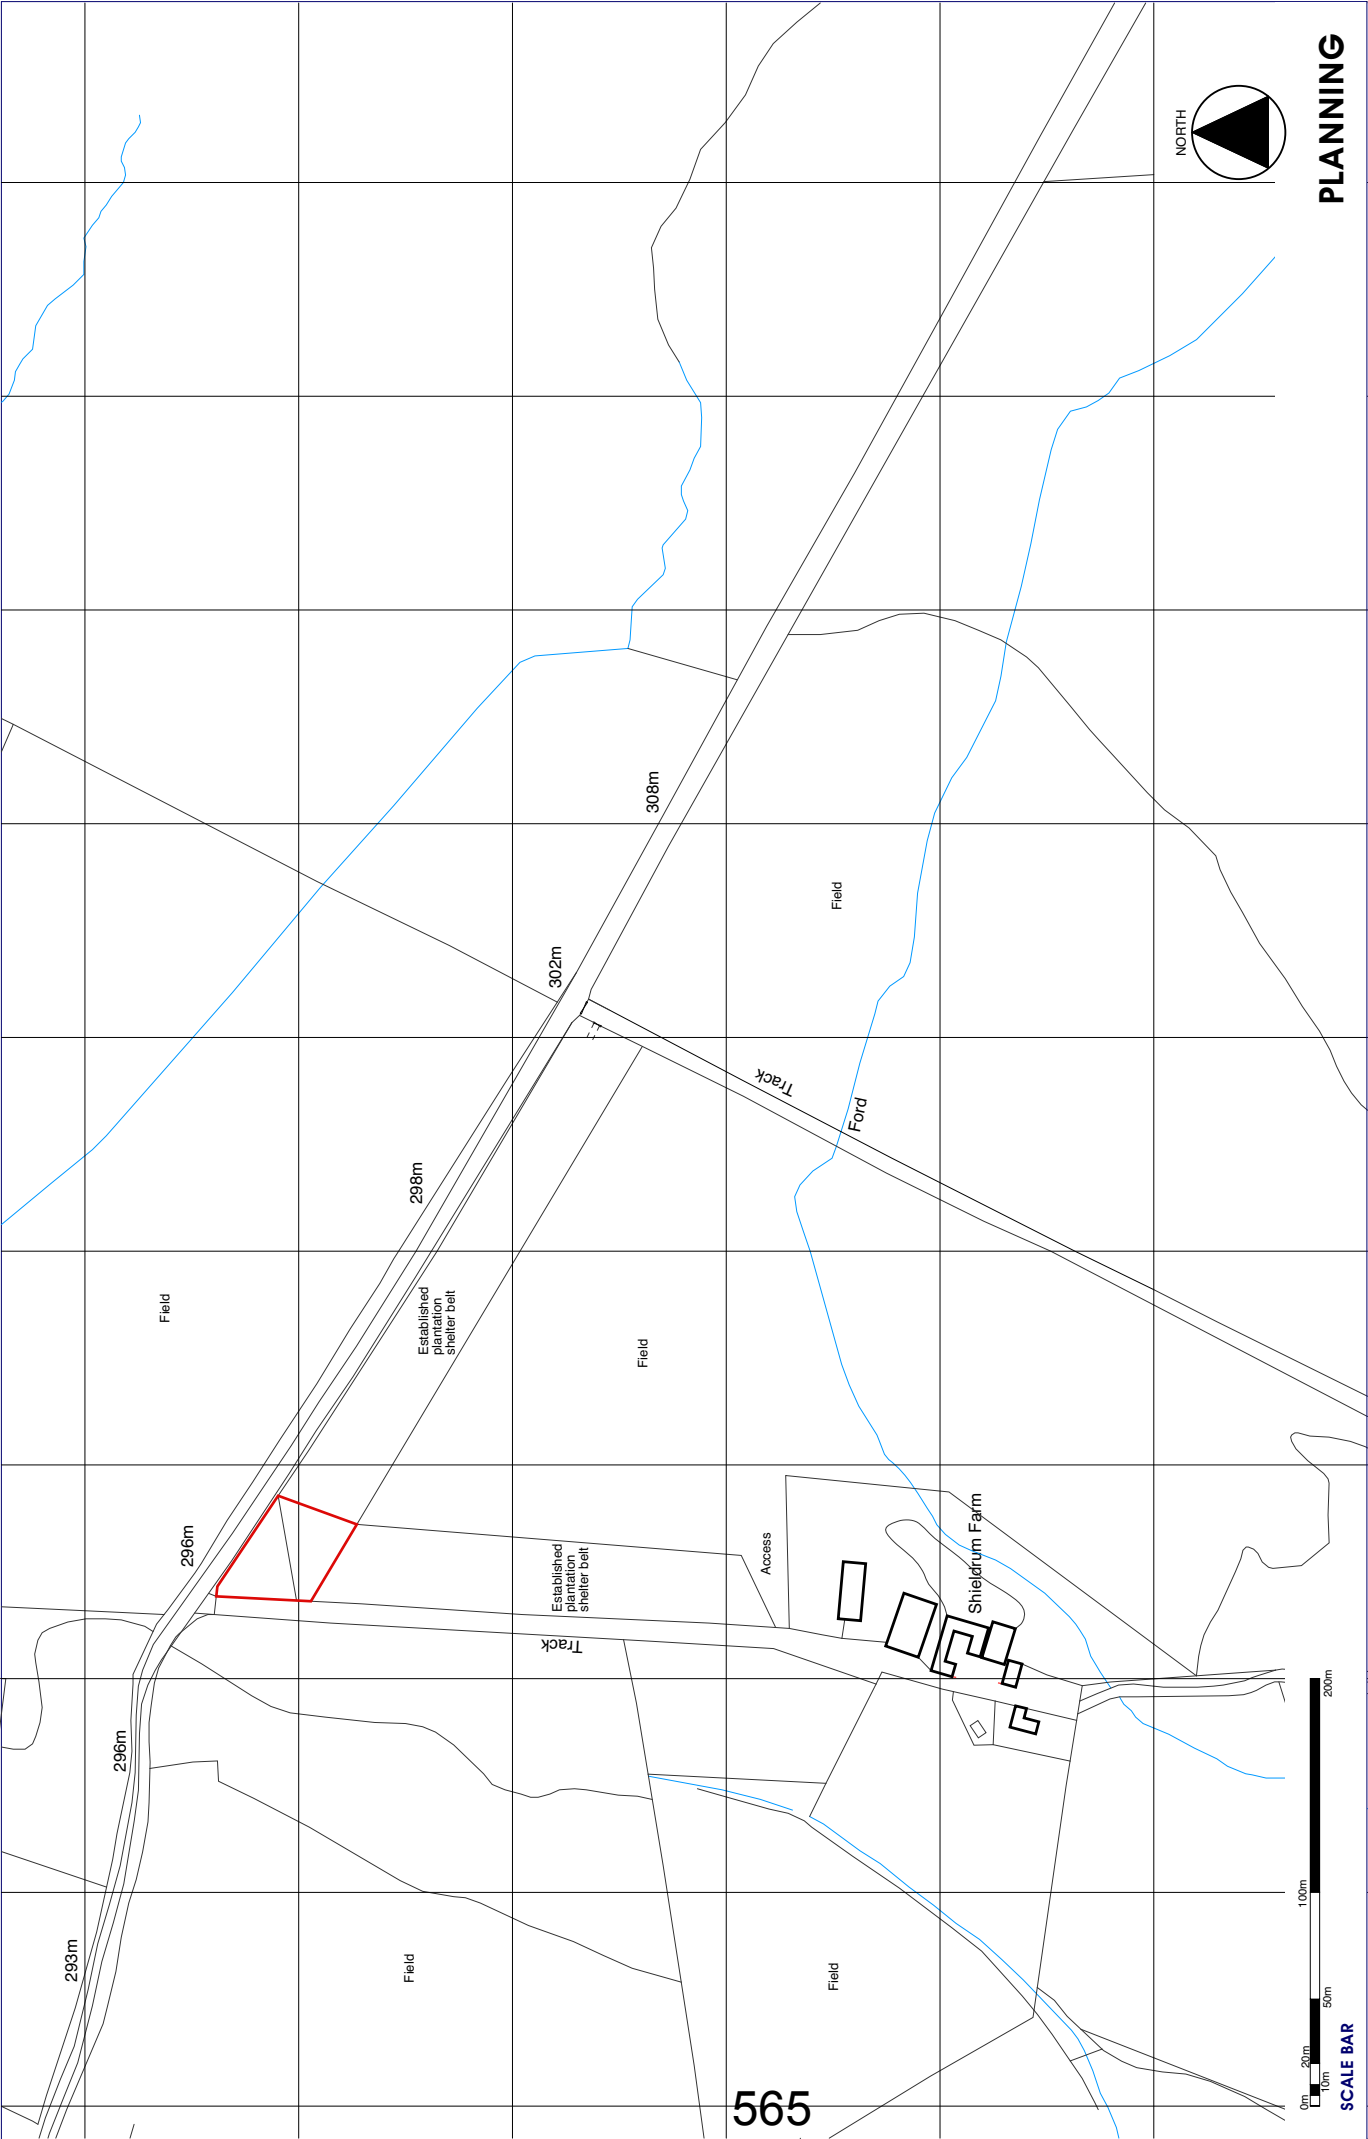 PLANNING
NORTH
308m
Field
302m
Track
Ford
298m
Field
Established
plantation
shelter belt
Field
296m
Established
plantation
shelter belt
Access
Shieldrum Farm
Track
296m
293m
Field
Field
565
0m
10m
20m
50m
100m
200m
SCALE BAR